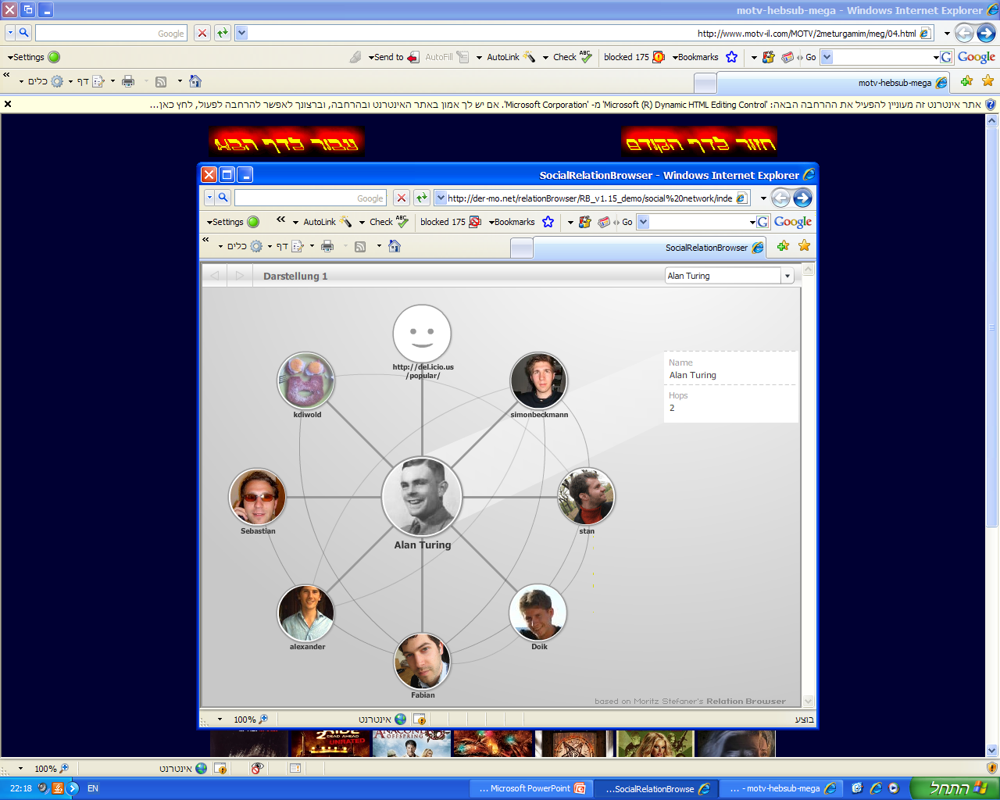 motv-hebsub-mega - Windows Internet Explorer
Google
http://www.motv-il.com/MOTV/2meturgamim/meg/04.html
Settings
Send to
AutoFill
AutoLink
Check
blocked 175
Bookmarks
Go
Google
כלים
דף
motv-hebsub-mega
אתר אינטרנט זה מעוניין להפעיל את ההרחבה הבאה: 'Microsoft (R) Dynamic HTML Editing Control' מ- 'Microsoft Corporation'. אם יש לך אמון באתר האינטרנט ובהרחבה, וברצונך לאפשר להרחבה לפעול, לחץ כאן...
חזור לדף הקודם
עבור לדף הבא
SocialRelationBrowser - Windows Internet Explorer
Google
http://der-mo.net/relationBrowser/RB_v1.15_demo/social%20network/inde
Settings
AutoLink
Check
blocked 175
Bookmarks
Go
Google
כלים
דף
SocialRelationBrowser
Darstellung 1
Alan Turing
http://del.icio.us
/popular/
kdiwold
simonbeckmann
Name
Alan Turing
Hops
2
Sebastian
Alan Turing
stan
alexander
Doik
Fabian
based on Moritz Stefaner's Relation Browser
100%
אינטרנט
בוצע
2
DEAD AHEAD
UNRATED
ANACONDA
OFFSPRING
100%
אינטרנט
22:18
EN
... Microsoft PowerPoint
...SocialRelationBrowse
... - motv-hebsub-mega
התחל